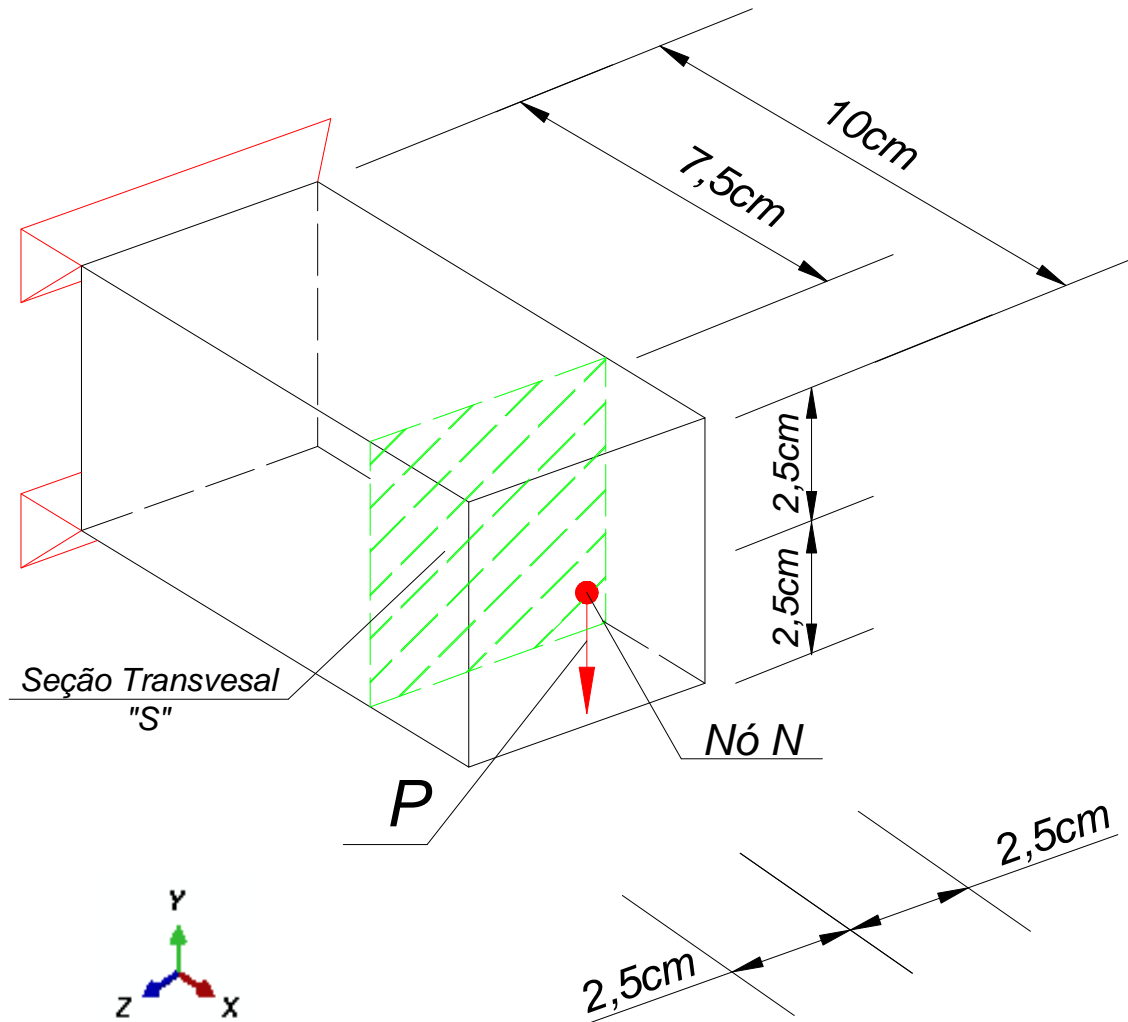 10cm
7,5cm
2,5cm
2,5cm
Seção Transvesal
"S"
Nó N
P
2,5cm
2,5cm
Y
Z
X